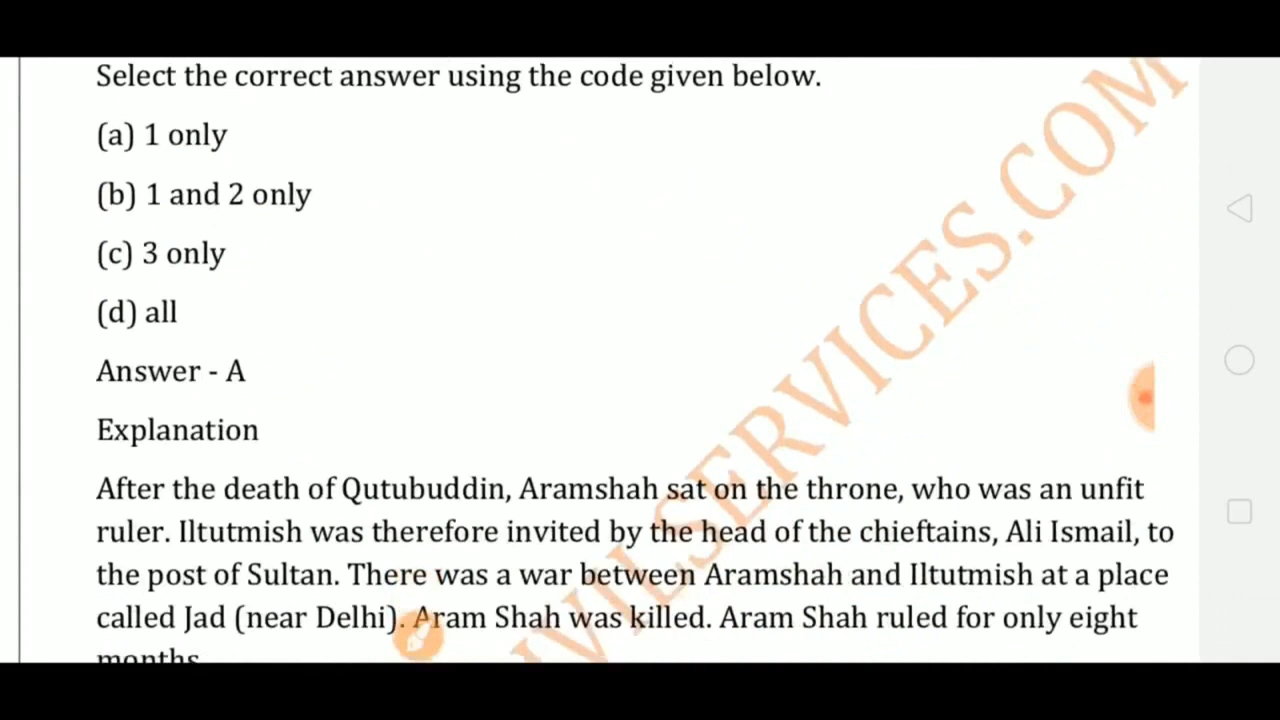 Select the correct answer using the code given below.
(a) 1 only
(b) 1 and 2 only
(c) 3 only
(d) all
Answer - A
Explanation
After the death of Qutubuddin, Aramshah sat on the throne, who was an unfit
ruler. Iltutmish was therefore invited by the head of the chieftains, Ali Ismail, to
the post of Sultan. There was a war between Aramshah and Iltutmish at a place
called Jad (near Delhi). Aram Shah was killed. Aram Shah ruled for only eight
months
IVILSERVICES.COM